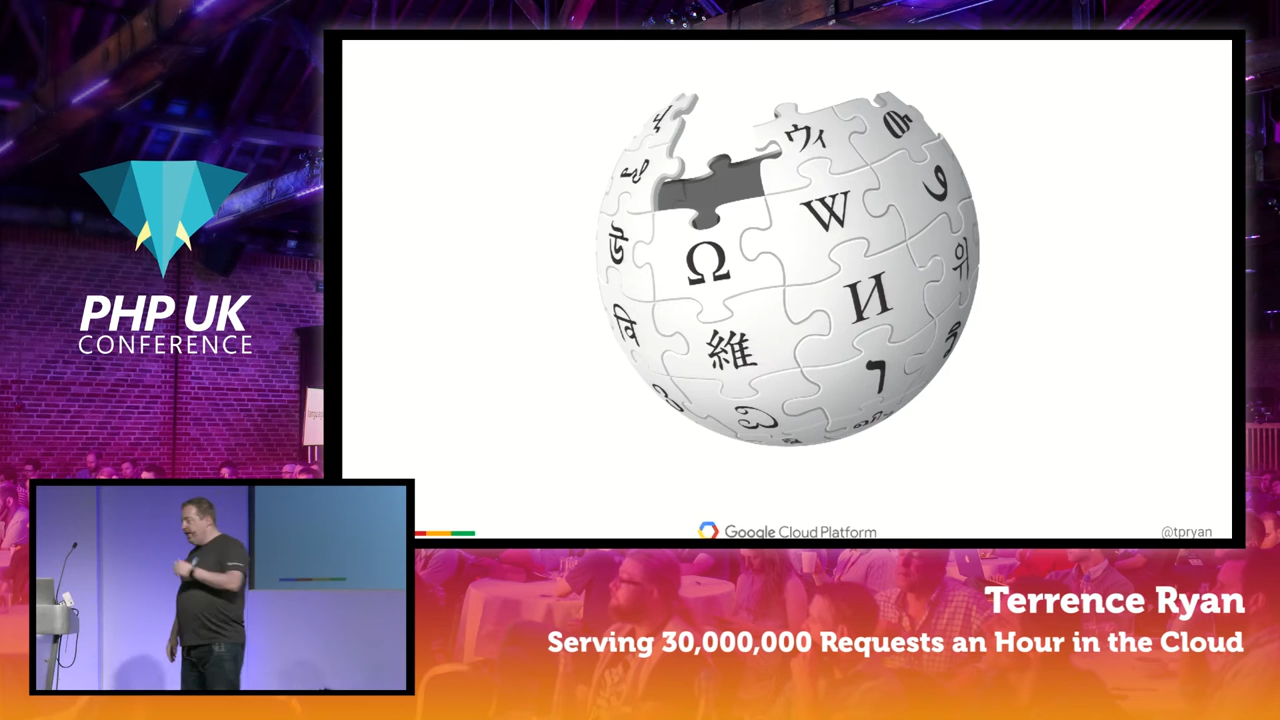 PHP UK
CONFERENCE
ウィ
W
Ω
И
위
維
वि
ו
Google Cloud Platform
@tpryan
Terrence Ryan
Serving 30,000,000 Requests an Hour in the Cloud